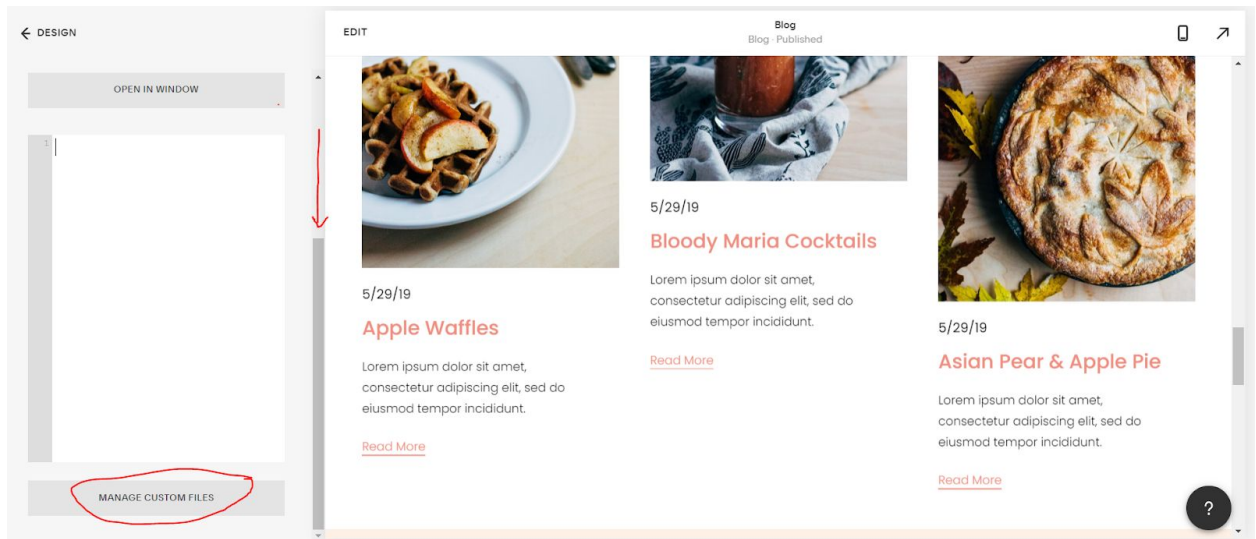 DESIGN
OPEN IN WINDOW
1
MANAGE CUSTOM FILES
EDIT
Blog
Blog · Published
5/29/19
Apple Waffles
Lorem ipsum dolor sit amet,
consectetur adipiscing elit, sed do
eiusmod tempor incididunt.
Read More
5/29/19
Bloody Maria Cocktails
Lorem ipsum dolor sit amet,
consectetur adipiscing elit, sed do
eiusmod tempor incididunt.
Read More
5/29/19
Asian Pear & Apple Pie
Lorem ipsum dolor sit amet,
consectetur adipiscing elit, sed do
eiusmod tempor incididunt.
Read More
?